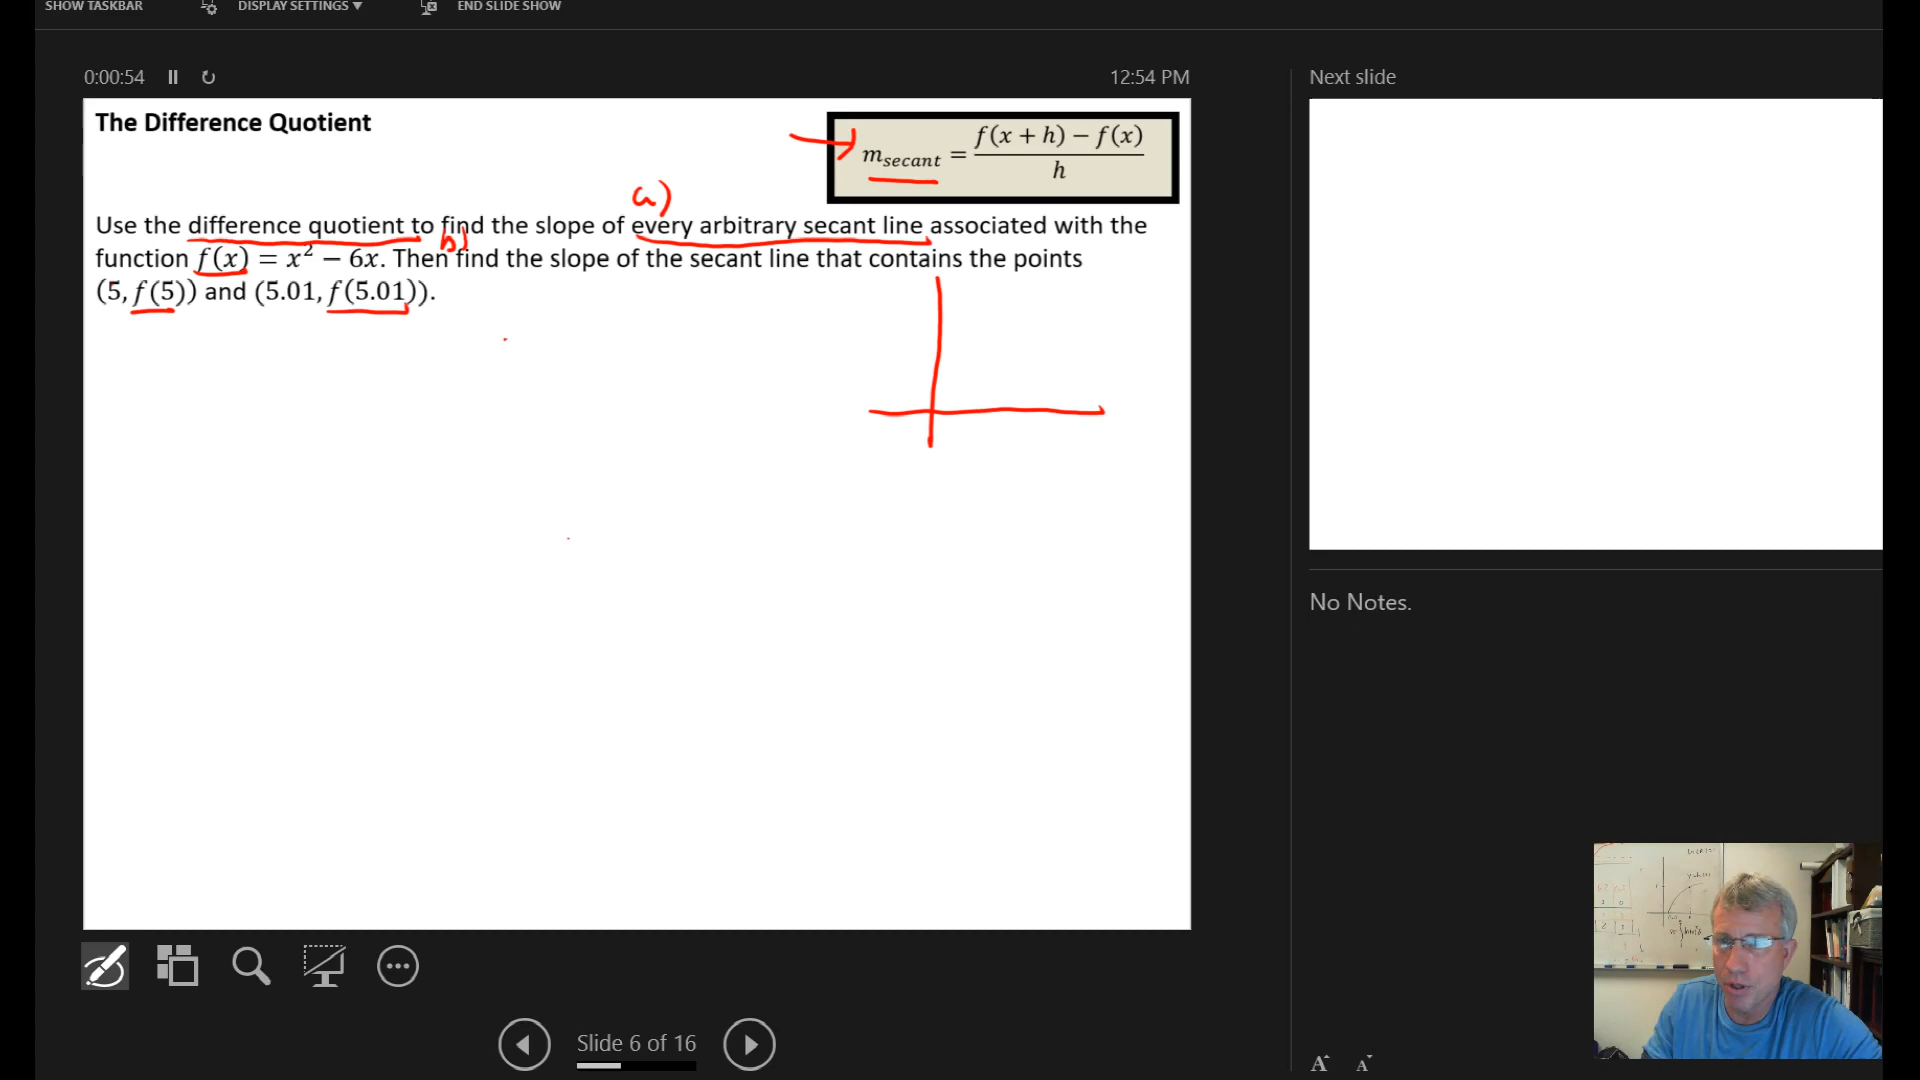 SHOW TASKBAR DISPLAY SETTINGS ▼ END SLIDE SHOW
0:00:54 12:54 PM Next slide
The Difference Quotient
m_secant = (f(x + h) − f(x)) / h
a)
Use the difference quotient to find the slope of every arbitrary secant line associated with the
b)
function f(x) = x² − 6x. Then find the slope of the secant line that contains the points
(5, f(5)) and (5.01, f(5.01)).
No Notes.
Slide 6 of 16
A A